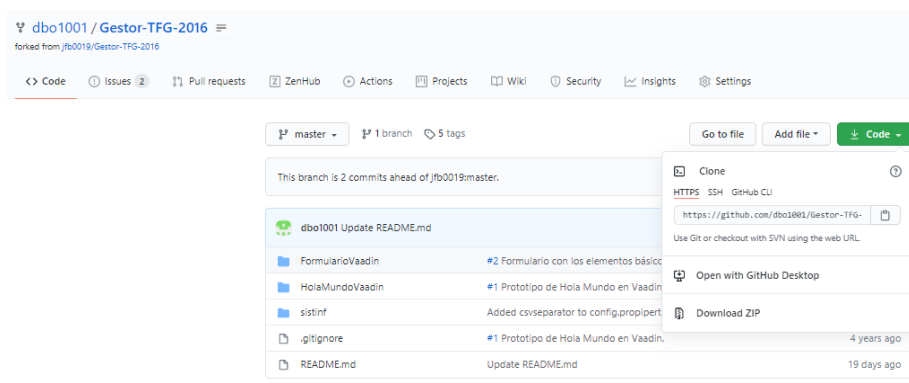 dbo1001 / Gestor-TFG-2016
forked from jfb0019/Gestor-TFG-2016
<> Code Issues 2 Pull requests ZenHub Actions Projects Wiki Security Insights Settings
master 1 branch 5 tags Go to file Add file Code
This branch is 2 commits ahead of jfb0019:master.
Clone
HTTPS SSH GitHub CLI
https://github.com/dbo1001/Gestor-TFG-
Use Git or checkout with SVN using the web URL.
Open with GitHub Desktop
Download ZIP
dbo1001 Update README.md
FormularioVaadin #2 Formulario con los elementos básicc
HolaMundoVaadin #1 Prototipo de Hola Mundo en Vaadin
sistinf Added csvseparator to config.propipert
.gitignore #1 Prototipo de Hola Mundo en Vaadin. 4 years ago
README.md Update README.md 19 days ago